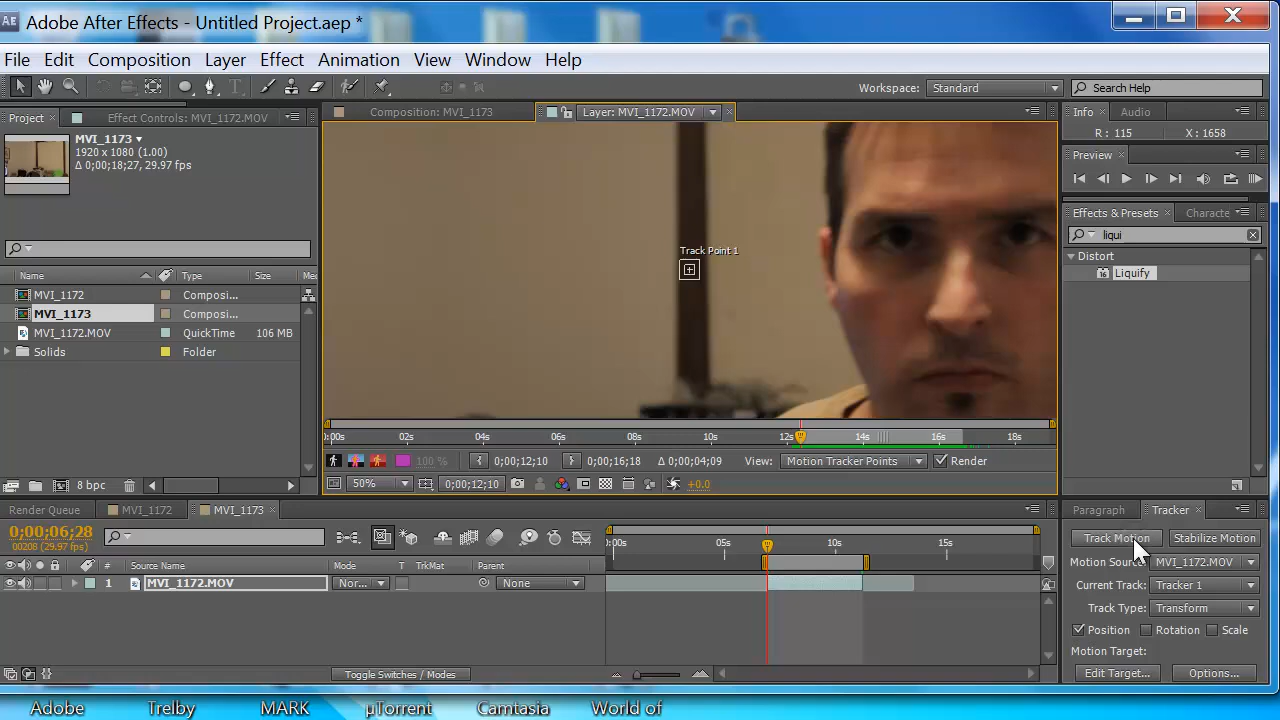 Adobe After Effects - Untitled Project.aep *
File Edit Composition Layer Effect Animation View Window Help
Workspace: Standard Search Help
Project × Effect Controls: MVI_1172.MOV
Composition: MVI_1173 Layer: MVI_1172.MOV ×
Info × Audio
MVI_1173
1920 x 1080 (1.00)
Δ 0;00;18;27, 29.97 fps
R : 115 X : 1658
Preview ×
Effects & Presets × Characte
liqui
Distort
Liquify
Track Point 1
Name Type Size Me
MVI_1172 Composi...
MVI_1173 Composi...
MVI_1172.MOV QuickTime 106 MB
Solids Folder
8 bpc
:00s 02s 04s 06s 08s 10s 12s 14s 16s 18s
100 % 0;00;12;10 0;00;16;18 Δ 0;00;04;09 View: Motion Tracker Points Render
50% 0;00;12;10 +0.0
Render Queue MVI_1172 MVI_1173 ×
0;00;06;28
00208 (29.97 fps)
:00s 05s 10s 15s
# Source Name Mode T TrkMat Parent
1 MVI_1172.MOV Nor... None
Toggle Switches / Modes
Paragraph Tracker ×
Track Motion Stabilize Motion
Motion Source: MVI_1172.MOV
Current Track: Tracker 1
Track Type: Transform
Position Rotation Scale
Motion Target:
Edit Target... Options...
Adobe Trelby MARK µTorrent Camtasia World of